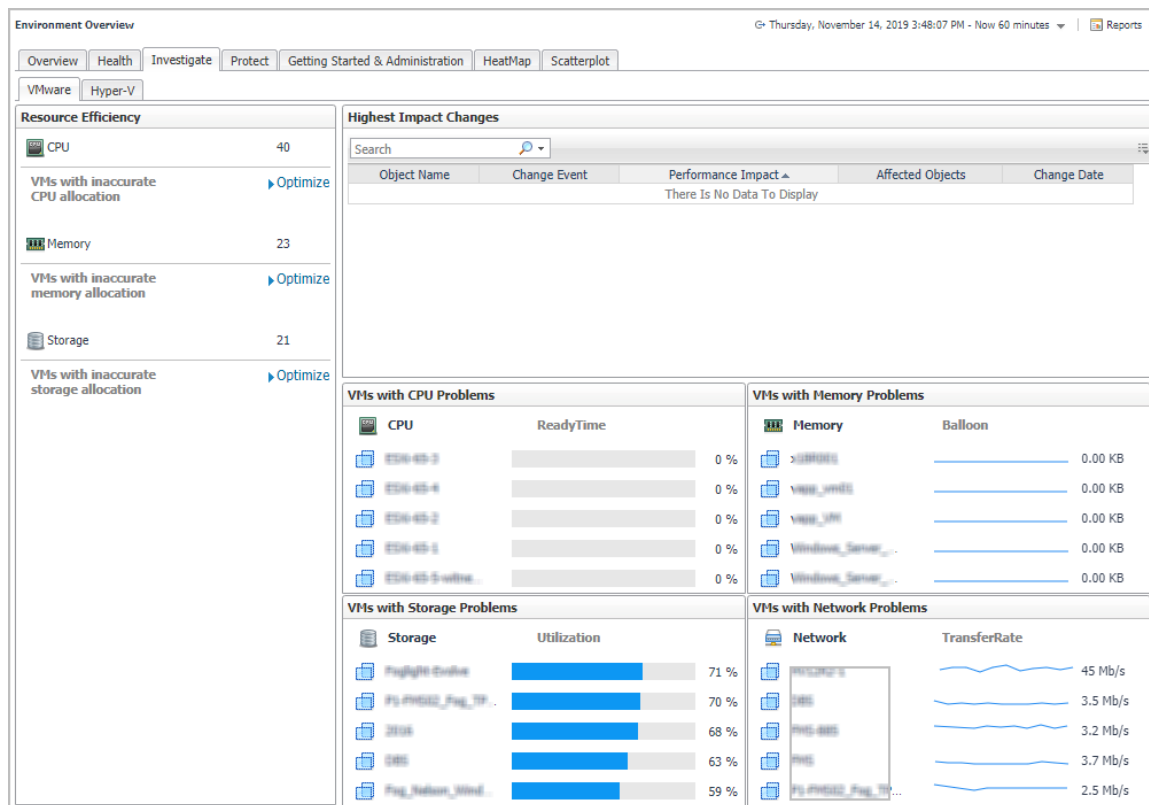 Environment Overview
Thursday, November 14, 2019 3:48:07 PM - Now 60 minutes
Reports
Overview Health Investigate Protect Getting Started & Administration HeatMap Scatterplot
VMware Hyper-V
Resource Efficiency
CPU 40
VMs with inaccurate
CPU allocation
Optimize
Memory 23
VMs with inaccurate
memory allocation
Optimize
Storage 21
VMs with inaccurate
storage allocation
Optimize
Highest Impact Changes
Search
Object Name Change Event Performance Impact Affected Objects Change Date
There Is No Data To Display
VMs with CPU Problems
CPU ReadyTime
0 %
0 %
0 %
0 %
0 %
VMs with Memory Problems
Memory Balloon
0.00 KB
0.00 KB
0.00 KB
0.00 KB
0.00 KB
VMs with Storage Problems
Storage Utilization
71 %
70 %
68 %
63 %
59 %
VMs with Network Problems
Network TransferRate
45 Mb/s
3.5 Mb/s
3.2 Mb/s
3.7 Mb/s
2.5 Mb/s